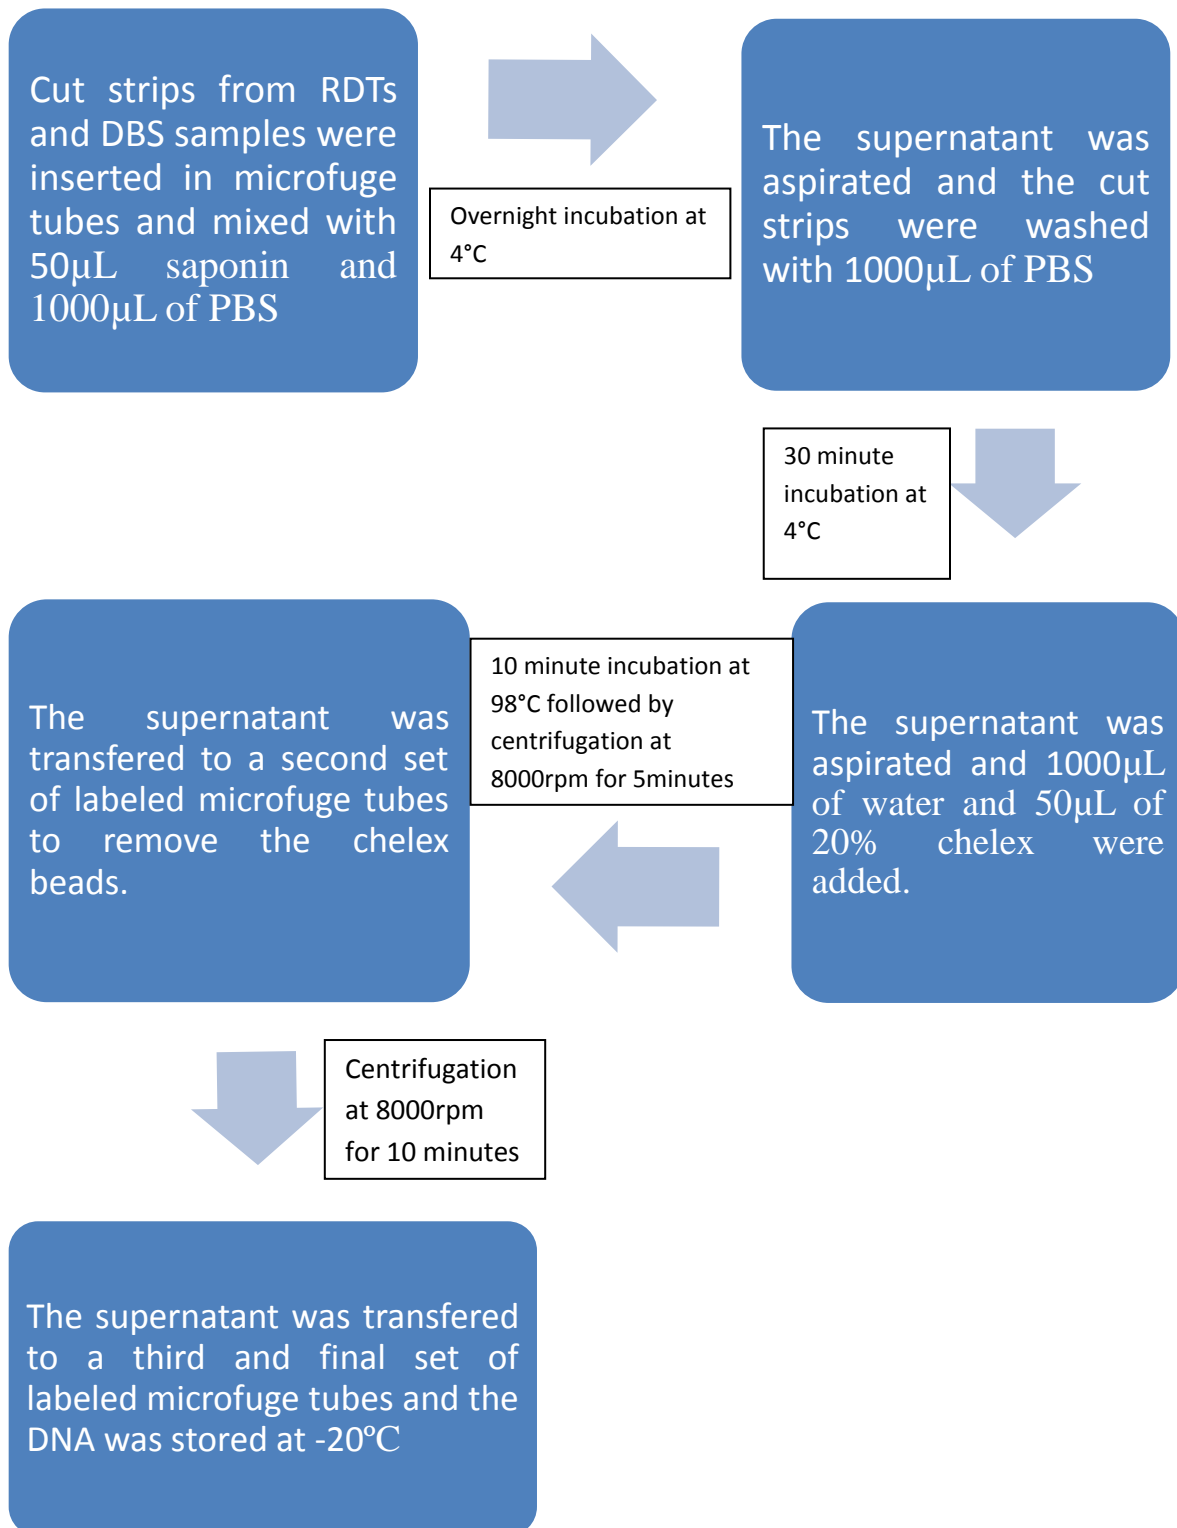 Cut strips from RDTs
and DBS samples were
inserted in microfuge
tubes and mixed with
50µL saponin and
1000µL of PBS
Overnight incubation at
4°C
The supernatant was
aspirated and the cut
strips were washed
with 1000µL of PBS
30 minute
incubation at
4°C
The supernatant was
aspirated and 1000µL
of water and 50µL of
20% chelex were
added.
10 minute incubation at
98°C followed by
centrifugation at
8000rpm for 5minutes
The supernatant was
transfered to a second set
of labeled microfuge tubes
to remove the chelex
beads.
Centrifugation
at 8000rpm
for 10 minutes
The supernatant was transfered
to a third and final set of
labeled microfuge tubes and the
DNA was stored at -20°C